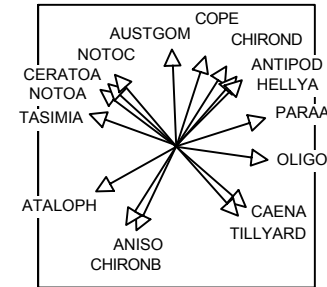 COPE
AUSTGOM
CHIROND
NOTOC
ANTIPOD
CERATOA
HELLYA
NOTOA
PARAA
TASIMIA
OLIGO
ATALOPH
CAENA
TILLYARD
ANISO
CHIRONB